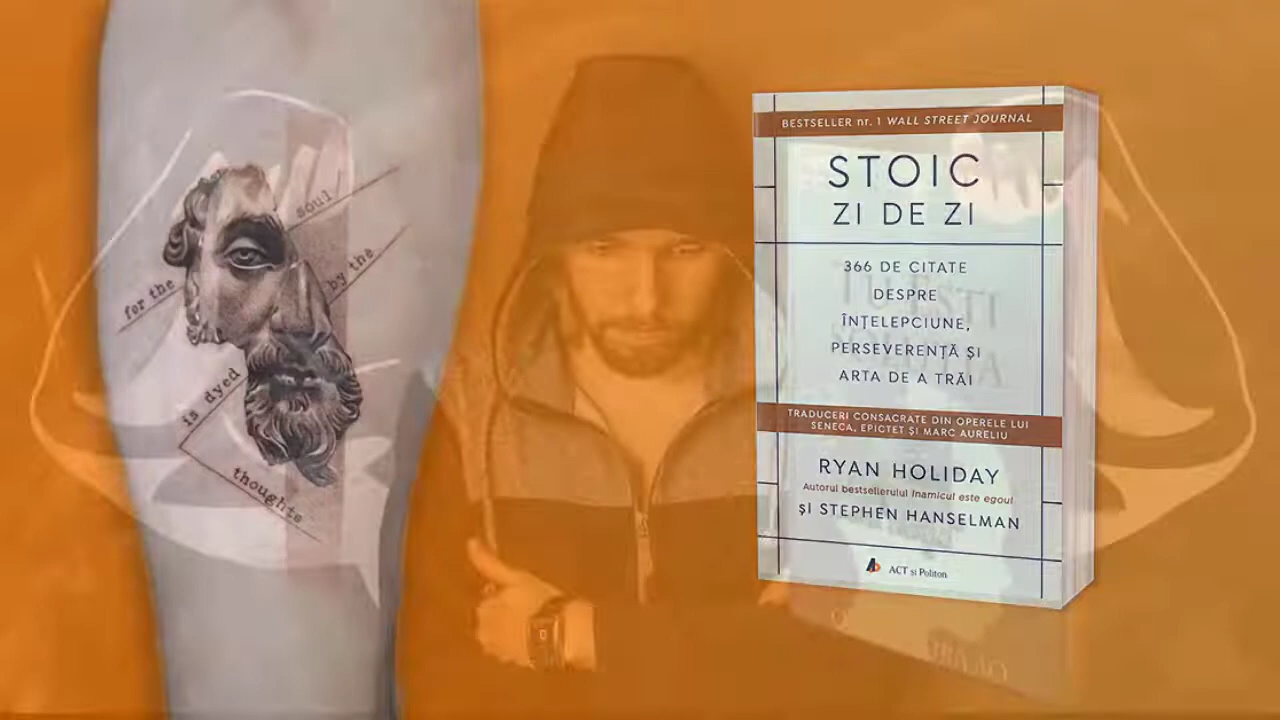 for the
soul
by the
is dyed
thoughts
BESTSELLER nr. 1 WALL STREET JOURNAL
STOIC
ZI DE ZI
366 DE CITATE
DESPRE
ÎNȚELEPCIUNE,
PERSEVERENȚĂ ȘI
ARTA DE A TRĂI
TRADUCERI CONSACRATE DIN OPERELE LUI
SENECA, EPICTET ȘI MARC AURELIU
RYAN HOLIDAY
Autorul bestsellerului Inamicul este egoul
ȘI STEPHEN HANSELMAN
ACT și Politon